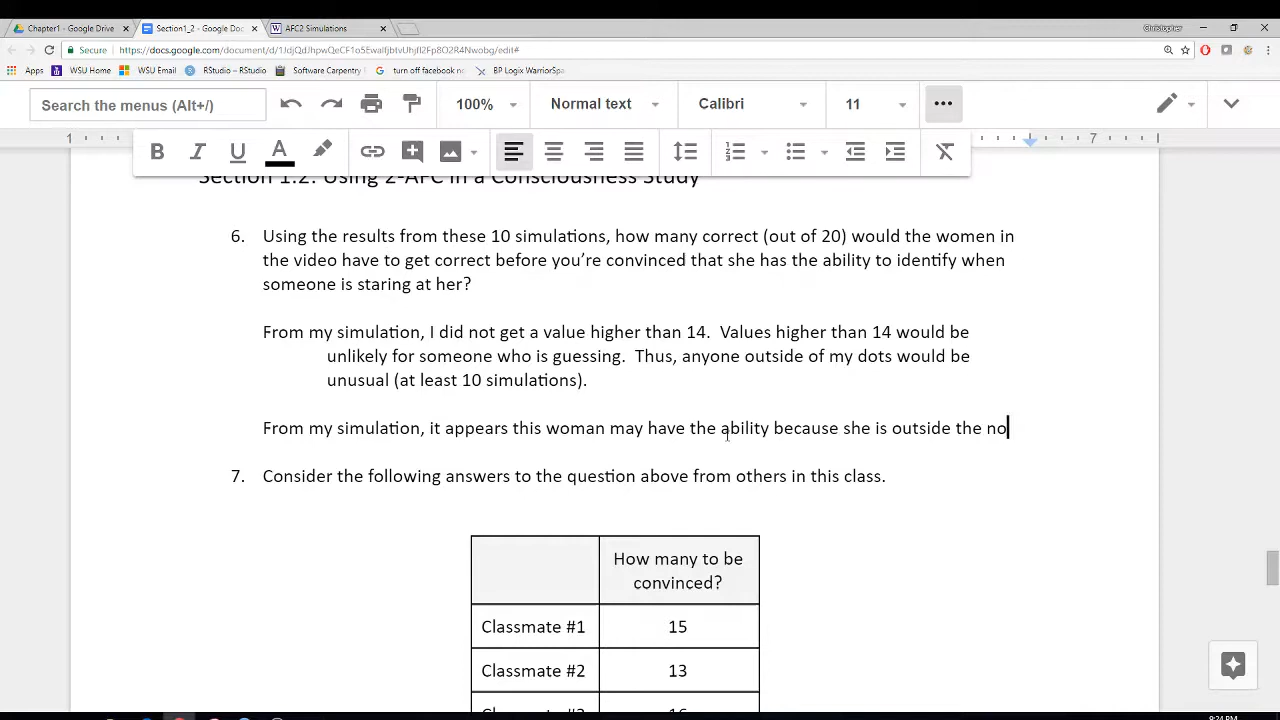 Chapter1 - Google Drive
Section1_2 - Google Doc
AFC2 Simulations
Christopher
Secure
Apps
WSU Home
WSU Email
RStudio – RStudio
Software Carpentry
turn off facebook no
BP Logix WarriorSpa
Search the menus (Alt+/)
100%
Normal text
Calibri
11
1
7
Section 1.2: Using 2-AFC in a Consciousness Study
6. Using the results from these 10 simulations, how many correct (out of 20) would the women in
the video have to get correct before you’re convinced that she has the ability to identify when
someone is staring at her?
From my simulation, I did not get a value higher than 14. Values higher than 14 would be
unlikely for someone who is guessing. Thus, anyone outside of my dots would be
unusual (at least 10 simulations).
From my simulation, it appears this woman may have the ability because she is outside the no
7. Consider the following answers to the question above from others in this class.
How many to be
convinced?
Classmate #1
15
Classmate #2
13
9:24 PM